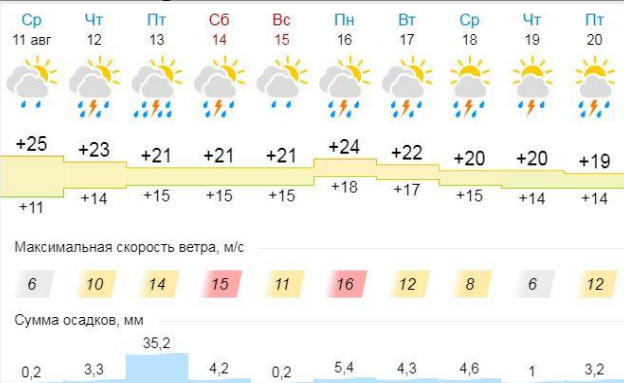 Ср Чт Пт Сб Вс Пн Вт Ср Чт Пт
11 авг 12 13 14 15 16 17 18 19 20
+25 +23 +21 +21 +21 +24 +22 +20 +20 +19
+11 +14 +15 +15 +15 +18 +17 +15 +14 +14
Максимальная скорость ветра, м/с
6 10 14 15 11 16 12 8 6 12
Сумма осадков, мм
0,2 3,3 35,2 4,2 0,2 5,4 4,3 4,6 1 3,2